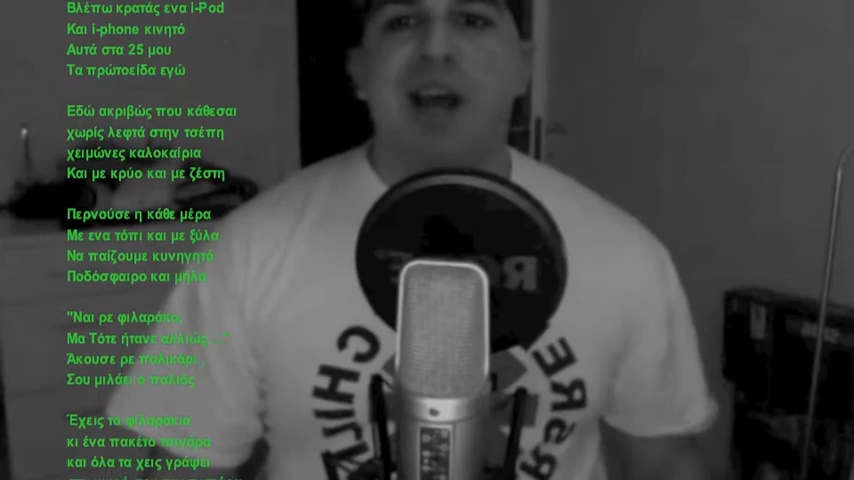 Βλέπω κρατάς ενα i-Pod
Και i-phone κινητό
Αυτά στα 25 μου
Τα πρωτοείδα εγώ
Εδώ ακριβώς που κάθεσαι
χωρίς λεφτά στην τσέπη
χειμώνες καλοκαίρια
Και με κρύο και με ζέστη
Περνούσε η κάθε μέρα
Με ενα τόπι και με ξύλα
Να παίζουμε κυνηγητό
Ποδόσφαιρο και μήλα
"Ναι ρε φιλαράκο,
Μα Τότε ήτανε αλλιώς...."
Άκουσε ρε παλικάρι ,
Σου μιλάει ο παλιός
Έχεις τα φιλαρακια
κι ένα πακέτο τσιγάρα
και όλα τα χεις γράψει